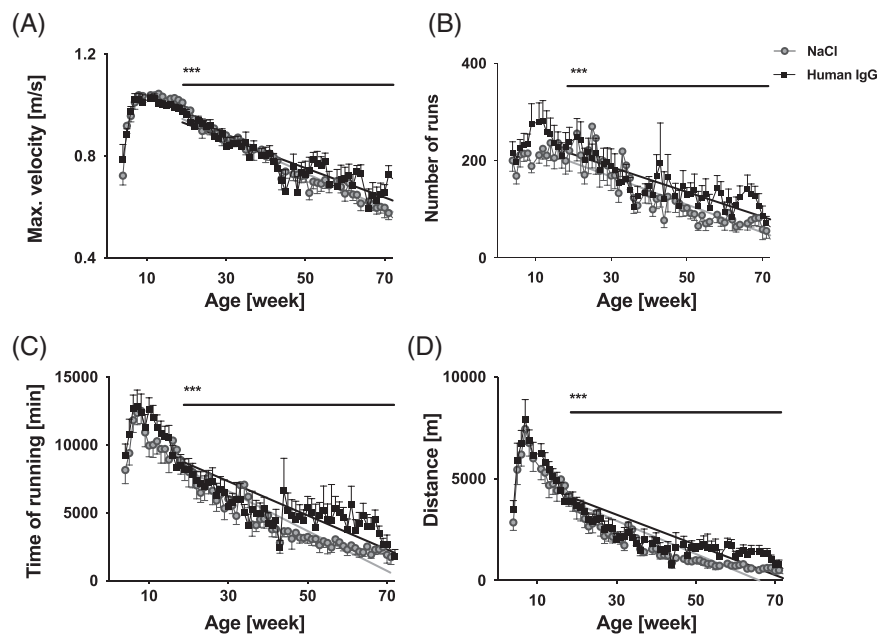 (A)
(B)
NaCl
Human IgG
1.2
0.8
0.4
Max. velocity [m/s]
***
10 30 50 70
Age [week]
400
200
0
Number of runs
***
10 30 50 70
Age [week]
(C)
(D)
15000
10000
5000
0
Time of running [min]
***
10 30 50 70
Age [week]
10000
5000
0
Distance [m]
***
10 30 50 70
Age [week]